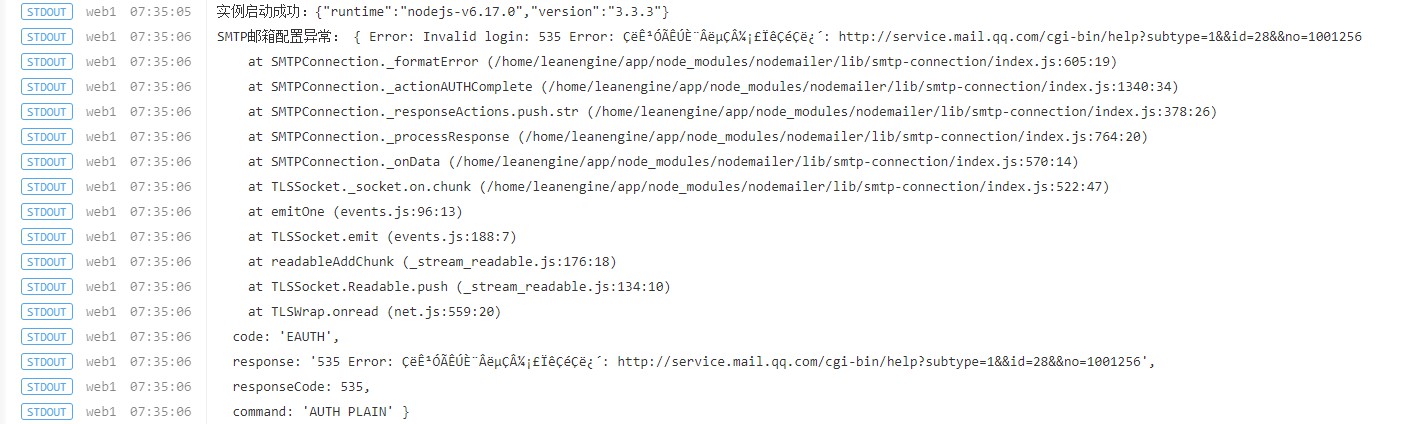 STDOUT web1 07:35:05 实例启动成功：{"runtime":"nodejs-v6.17.0","version":"3.3.3"}
STDOUT web1 07:35:06 SMTP邮箱配置异常： { Error: Invalid login: 535 Error: ÇëÊ¹ÓÃÊÚÈ¨ÂëµÇÂ¼¡£ÏêÇéÇë¿´: http://service.mail.qq.com/cgi-bin/help?subtype=1&&id=28&&no=1001256
STDOUT web1 07:35:06 at SMTPConnection._formatError (/home/leanengine/app/node_modules/nodemailer/lib/smtp-connection/index.js:605:19)
STDOUT web1 07:35:06 at SMTPConnection._actionAUTHComplete (/home/leanengine/app/node_modules/nodemailer/lib/smtp-connection/index.js:1340:34)
STDOUT web1 07:35:06 at SMTPConnection._responseActions.push.str (/home/leanengine/app/node_modules/nodemailer/lib/smtp-connection/index.js:378:26)
STDOUT web1 07:35:06 at SMTPConnection._processResponse (/home/leanengine/app/node_modules/nodemailer/lib/smtp-connection/index.js:764:20)
STDOUT web1 07:35:06 at SMTPConnection._onData (/home/leanengine/app/node_modules/nodemailer/lib/smtp-connection/index.js:570:14)
STDOUT web1 07:35:06 at TLSSocket._socket.on.chunk (/home/leanengine/app/node_modules/nodemailer/lib/smtp-connection/index.js:522:47)
STDOUT web1 07:35:06 at emitOne (events.js:96:13)
STDOUT web1 07:35:06 at TLSSocket.emit (events.js:188:7)
STDOUT web1 07:35:06 at readableAddChunk (_stream_readable.js:176:18)
STDOUT web1 07:35:06 at TLSSocket.Readable.push (_stream_readable.js:134:10)
STDOUT web1 07:35:06 at TLSWrap.onread (net.js:559:20)
STDOUT web1 07:35:06 code: 'EAUTH',
STDOUT web1 07:35:06 response: '535 Error: ÇëÊ¹ÓÃÊÚÈ¨ÂëµÇÂ¼¡£ÏêÇéÇë¿´: http://service.mail.qq.com/cgi-bin/help?subtype=1&&id=28&&no=1001256',
STDOUT web1 07:35:06 responseCode: 535,
STDOUT web1 07:35:06 command: 'AUTH PLAIN' }